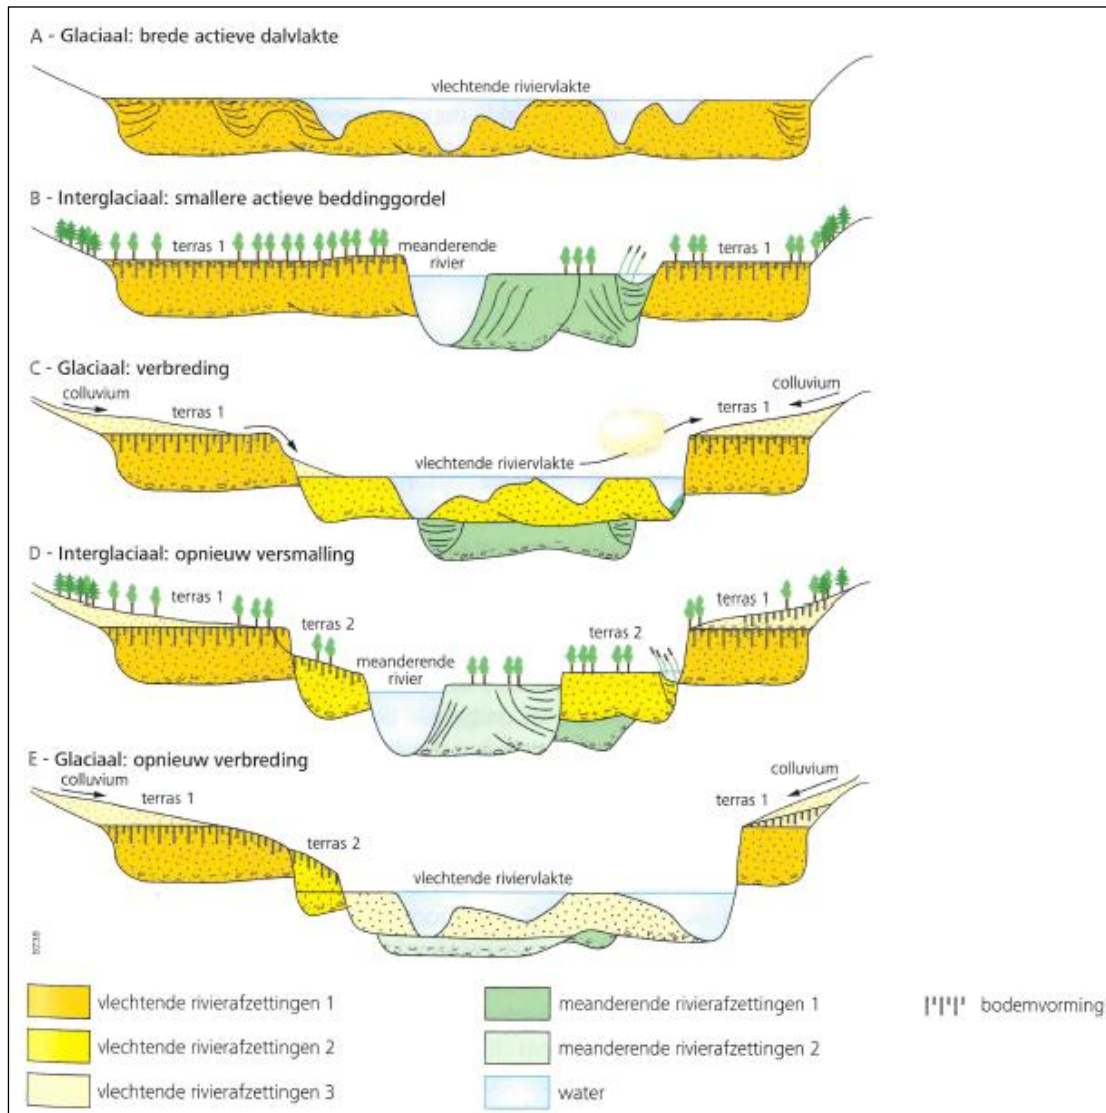 A - Glaciaal: brede actieve dalvlakte
vlechtende riviervlakte
B - Interglaciaal: smallere actieve beddinggordel
terras 1
meanderende
rivier
terras 1
C - Glaciaal: verbreding
colluvium
terras 1
colluvium
terras 1
vlechtende riviervlakte
D - Interglaciaal: opnieuw versmalling
terras 1
terras 2
meanderende
rivier
terras 2
terras 1
E - Glaciaal: opnieuw verbreding
colluvium
terras 1
terras 2
colluvium
terras 1
vlechtende riviervlakte
vlechtende rivierafzettingen 1
vlechtende rivierafzettingen 2
vlechtende rivierafzettingen 3
meanderende rivierafzettingen 1
meanderende rivierafzettingen 2
water
bodemvorming